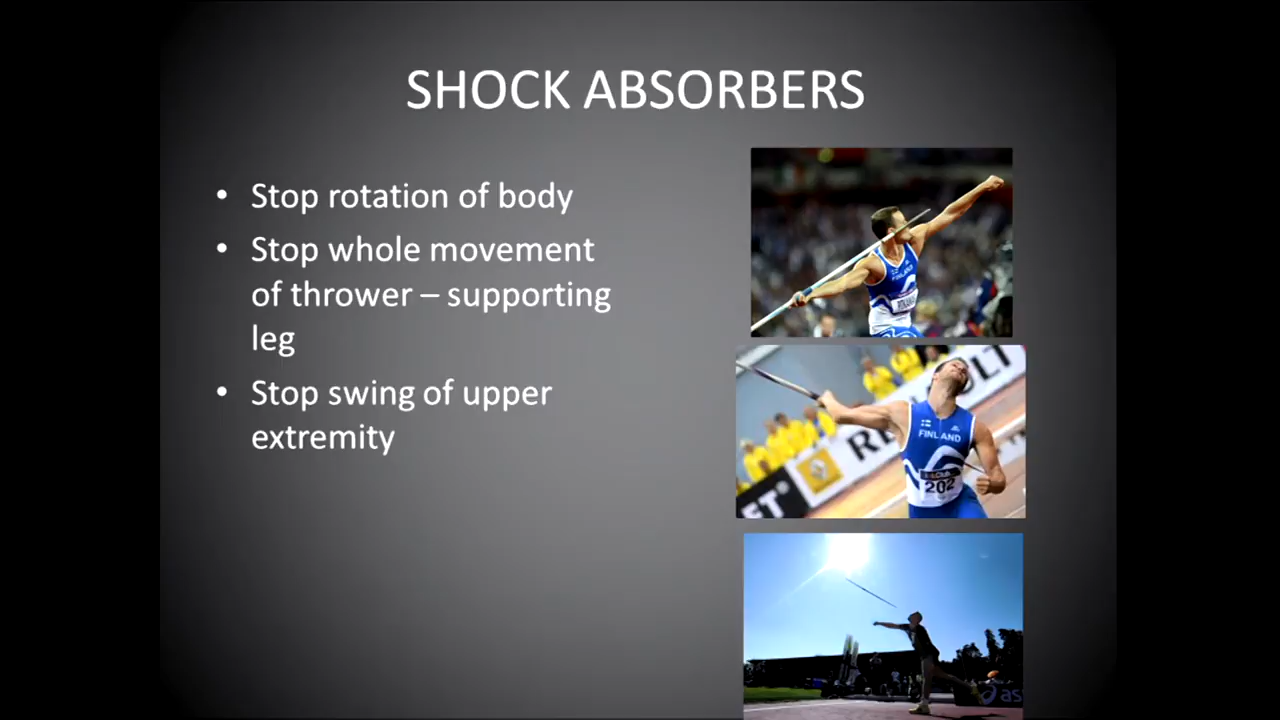 SHOCK ABSORBERS
• Stop rotation of body
• Stop whole movement
of thrower – supporting
leg
• Stop swing of upper
extremity
FINLAND
FINLAND
202